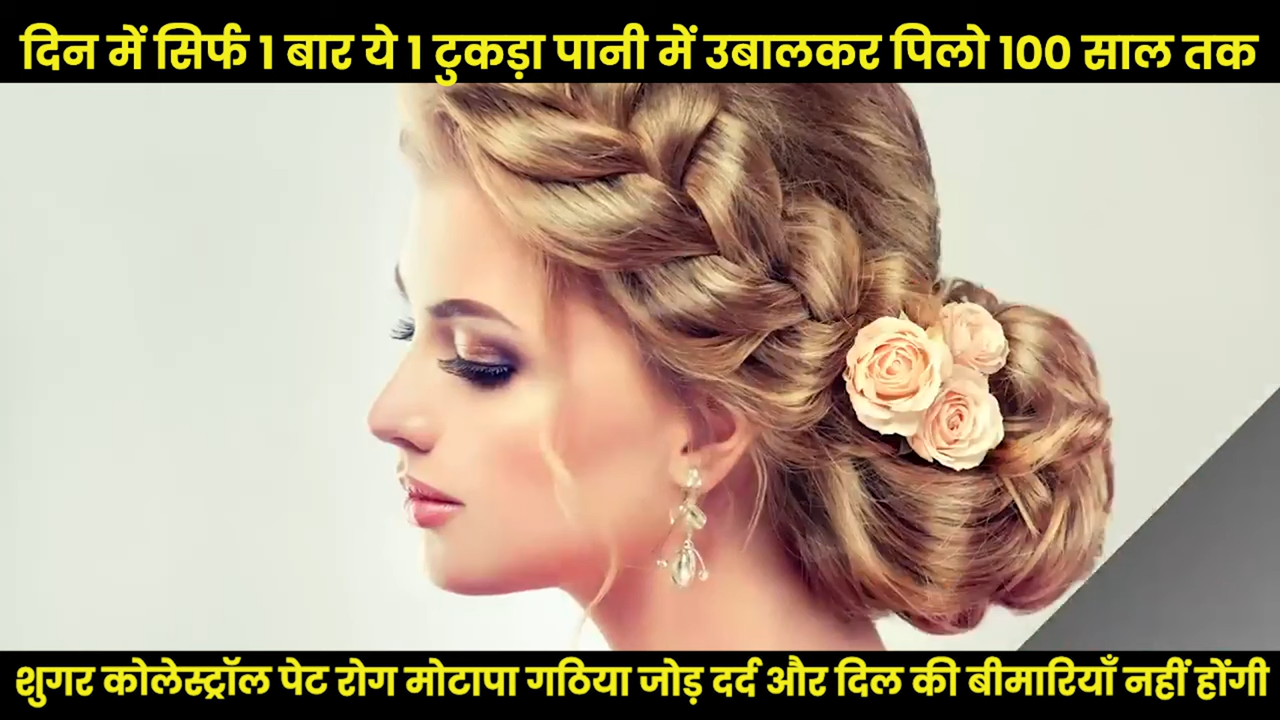 दिन में सिर्फ 1 बार ये 1 टुकड़ा पानी में उबालकर पिलो 100 साल तक
शुगर कोलेस्ट्रॉल पेट रोग मोटापा गठिया जोड़ दर्द और दिल की बीमारियाँ नहीं होंगी